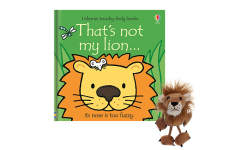 Usborne touchy-feely books
That's not
my lion...
Its nose is too fuzzy.